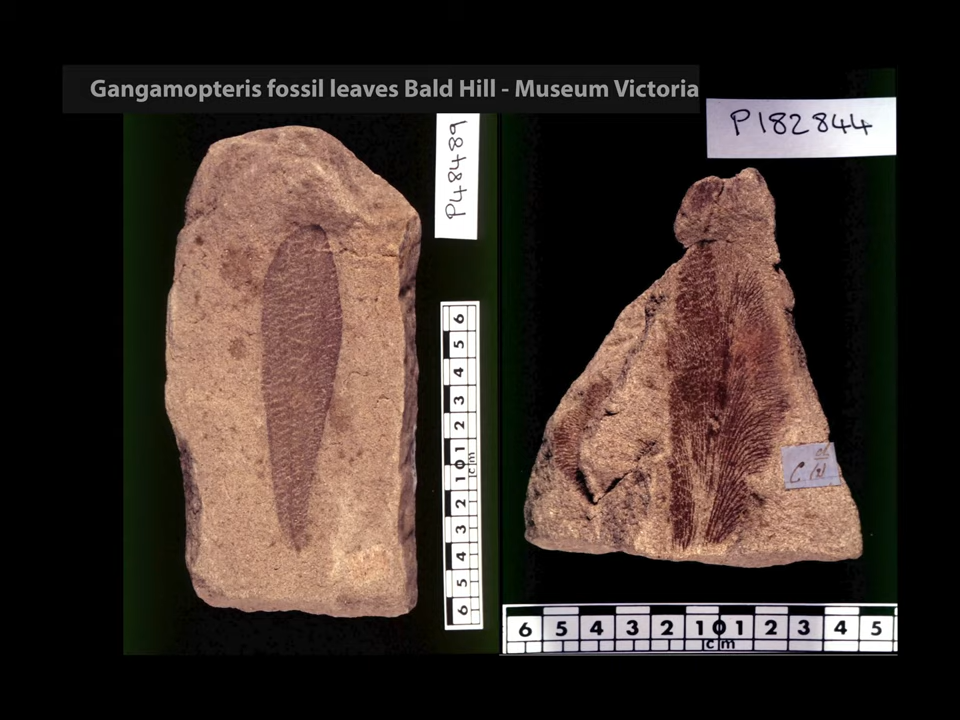 Gangamopteris fossil leaves Bald Hill - Museum Victoria
P48489
6 5 4 3 2 1 0 1 2 3 4 5 6
cm
P182844
6 5 4 3 2 1 0 1 2 3 4 5
cm